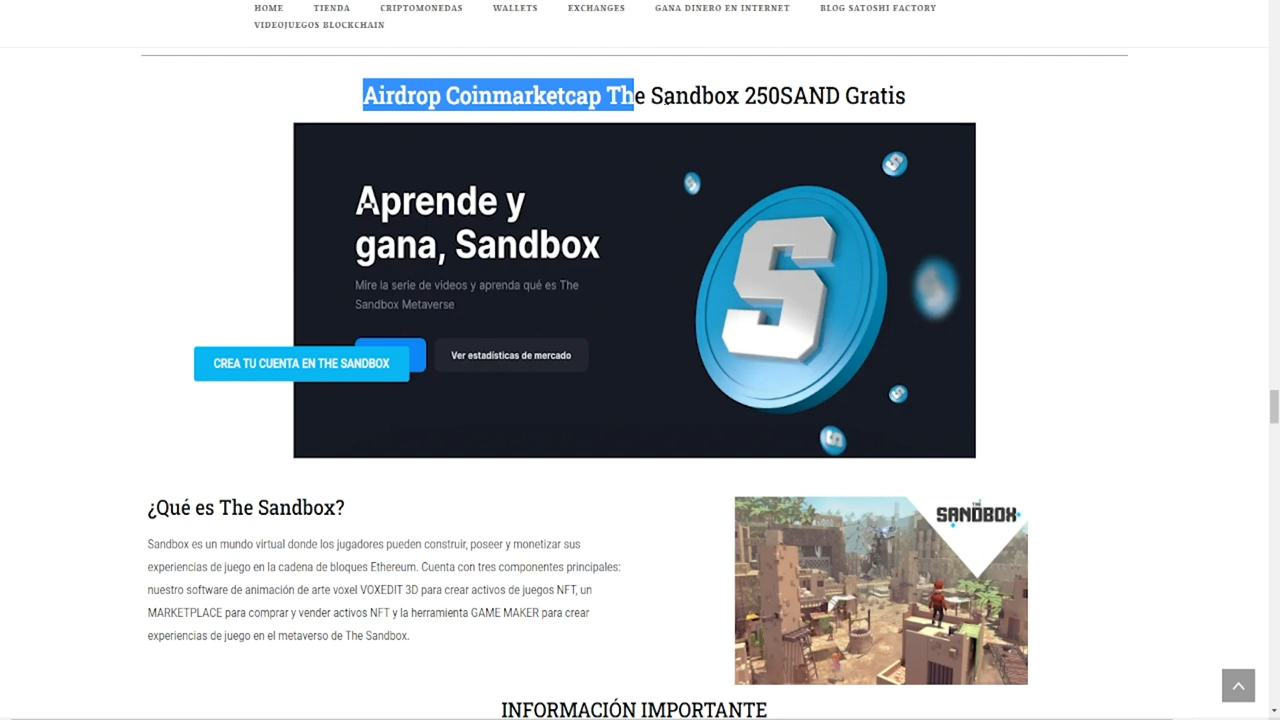 HOME TIENDA CRIPTOMONEDAS WALLETS EXCHANGES GANA DINERO EN INTERNET BLOG SATOSHI FACTORY
VIDEOJUEGOS BLOCKCHAIN
Airdrop Coinmarketcap The Sandbox 250SAND Gratis
Aprende y
gana, Sandbox
Mire la serie de videos y aprenda qué es The
Sandbox Metaverse
Ver estadísticas de mercado
CREA TU CUENTA EN THE SANDBOX
¿Qué es The Sandbox?
Sandbox es un mundo virtual donde los jugadores pueden construir, poseer y monetizar sus
experiencias de juego en la cadena de bloques Ethereum. Cuenta con tres componentes principales:
nuestro software de animación de arte voxel VOXEDIT 3D para crear activos de juegos NFT, un
MARKETPLACE para comprar y vender activos NFT y la herramienta GAME MAKER para crear
experiencias de juego en el metaverso de The Sandbox.
THE
SANDBOX
INFORMACIÓN IMPORTANTE